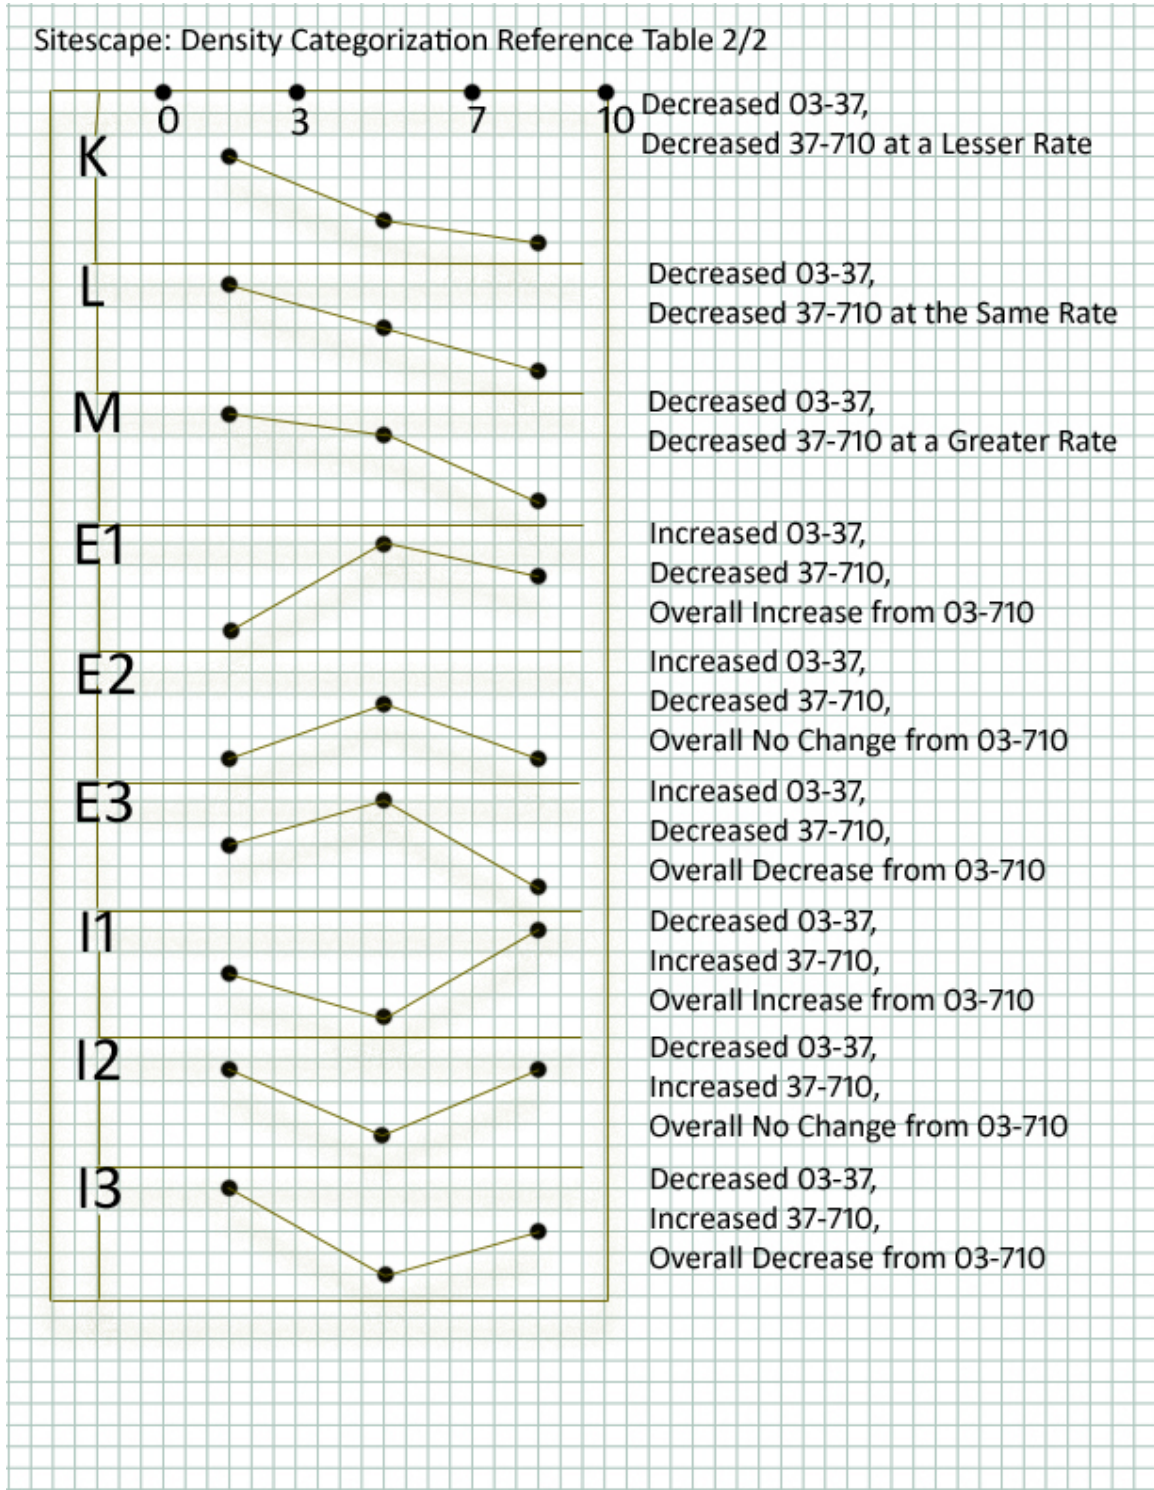 Sitescape: Density Categorization Reference Table 2/2
0 3 7 10
Decreased 03-37,
Decreased 37-710 at a Lesser Rate
K
Decreased 03-37,
Decreased 37-710 at the Same Rate
L
Decreased 03-37,
Decreased 37-710 at a Greater Rate
M
Increased 03-37,
Decreased 37-710,
Overall Increase from 03-710
E1
Increased 03-37,
Decreased 37-710,
Overall No Change from 03-710
E2
Increased 03-37,
Decreased 37-710,
Overall Decrease from 03-710
E3
Decreased 03-37,
Increased 37-710,
Overall Increase from 03-710
I1
Decreased 03-37,
Increased 37-710,
Overall No Change from 03-710
I2
Decreased 03-37,
Increased 37-710,
Overall Decrease from 03-710
I3